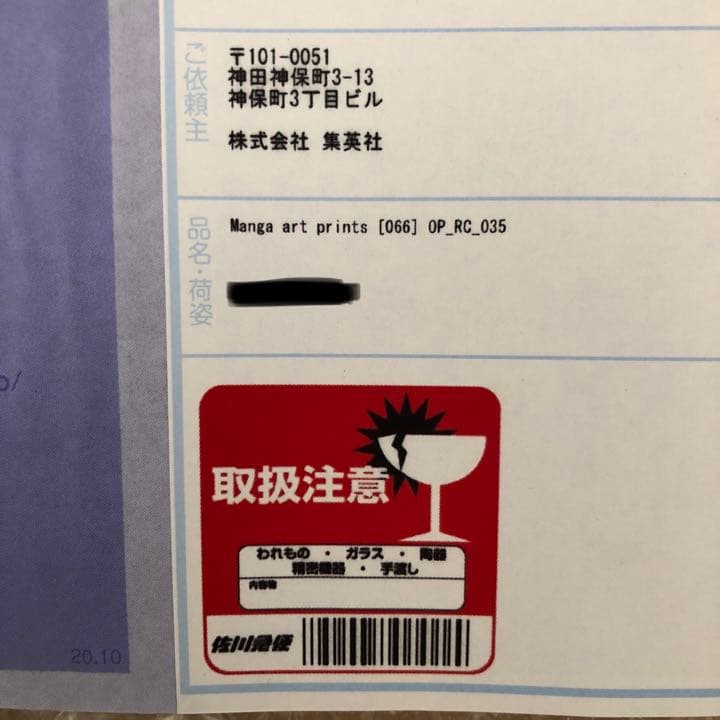 ご依頼主
〒101-0051
神田神保町3-13
神保町3丁目ビル
株式会社 集英社
品名・荷姿
Manga art prints [066] OP_RC_035
o/
取扱注意
われもの ・ ガラス ・ 陶器
精密機器 ・ 手渡し
内容物
佐川急便
20.10